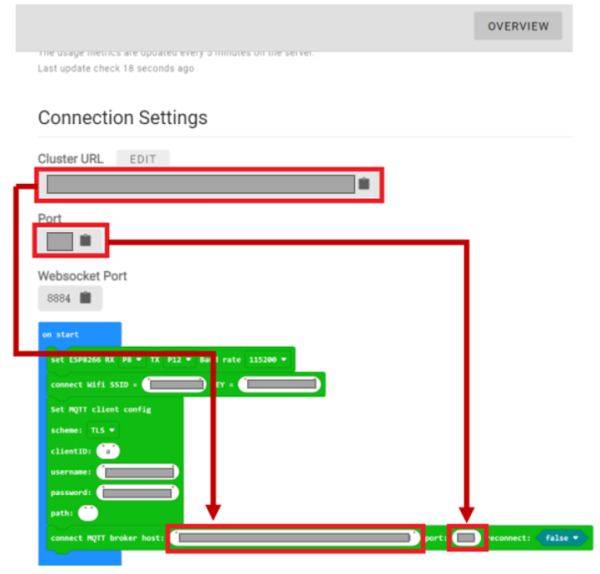 OVERVIEW
The usage metrics are updated every 5 minutes on the server.
Last update check 18 seconds ago
Connection Settings
Cluster URL EDIT
Port
Websocket Port
8884
on start
set ESP8266 RX P8 TX P12 Baud rate 115200
connect Wifi SSID = " " KEY = " "
Set MQTT client config
scheme: TLS
clientID: "a"
username: " "
password: " "
path: " "
connect MQTT broker host: " " port: reconnect: false